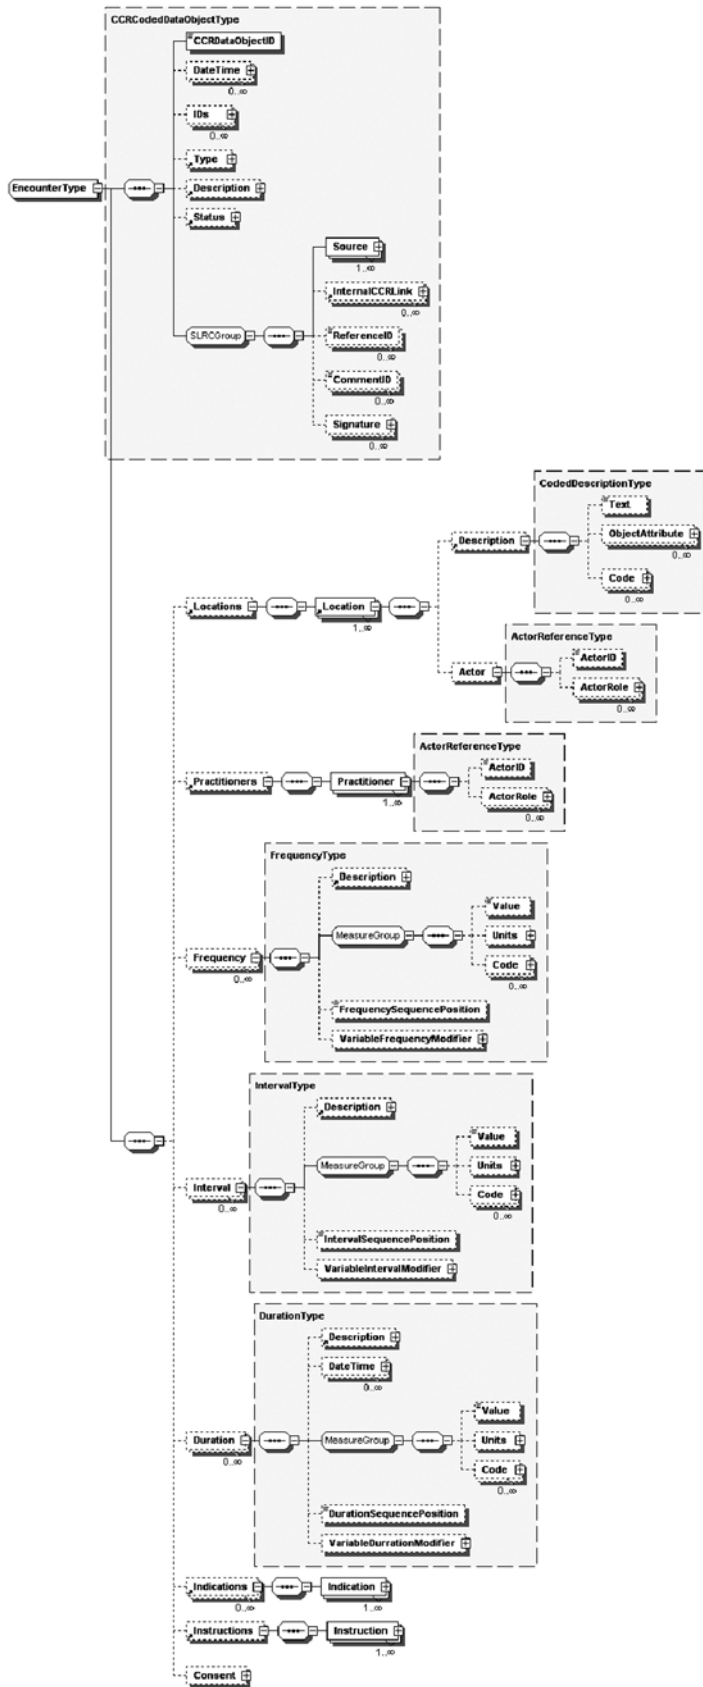 CCRCodedDataObjectType
CCRDataObjectID
DateTime
0..∞
IDs
0..∞
Type
EncounterType
Description
Status
Source
1..∞
InternalCCRLink
0..∞
SLRCGroup
ReferenceID
0..∞
CommentID
0..∞
Signature
0..∞
CodedDescriptionType
Text
Description
ObjectAttribute
0..∞
Code
0..∞
Locations
Location
1..∞
ActorReferenceType
ActorID
Actor
ActorRole
0..∞
ActorReferenceType
ActorID
Practitioners
Practitioner
1..∞
ActorRole
0..∞
FrequencyType
Description
Value
MeasureGroup
Units
Frequency
0..∞
Code
0..∞
FrequencySequencePosition
VariableFrequencyModifier
IntervalType
Description
Value
MeasureGroup
Units
Interval
0..∞
Code
0..∞
IntervalSequencePosition
VariableIntervalModifier
DurationType
Description
DateTime
0..∞
Value
Duration
0..∞
MeasureGroup
Units
Code
0..∞
DurationSequencePosition
VariableDurrationModifier
Indications
0..∞
Indication
1..∞
Instructions
Instruction
1..∞
Consent